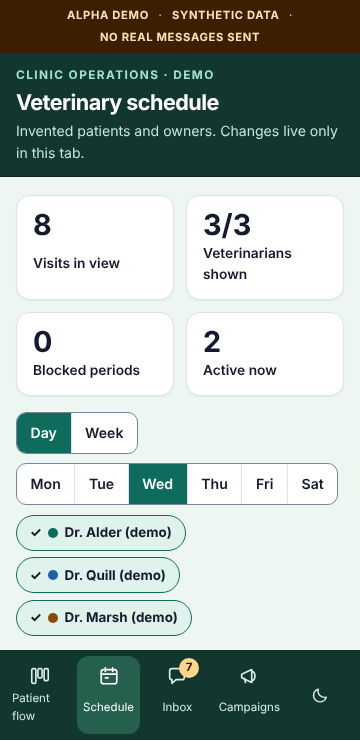 ALPHA DEMO · SYNTHETIC DATA ·
NO REAL MESSAGES SENT
CLINIC OPERATIONS · DEMO
Veterinary schedule
Invented patients and owners. Changes live only
in this tab.
8
Visits in view
3/3
Veterinarians
shown
0
Blocked periods
2
Active now
Day Week
Mon Tue Wed Thu Fri Sat
✓ Dr. Alder (demo)
✓ Dr. Quill (demo)
✓ Dr. Marsh (demo)
Patient
flow
Schedule
7
Inbox
Campaigns